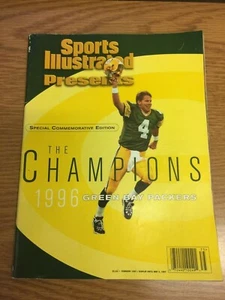 Sports
Illustrated
Presents
SPECIAL COMMEMORATIVE EDITION
4
THE
CHAMPIONS
1996 GREEN BAY PACKERS